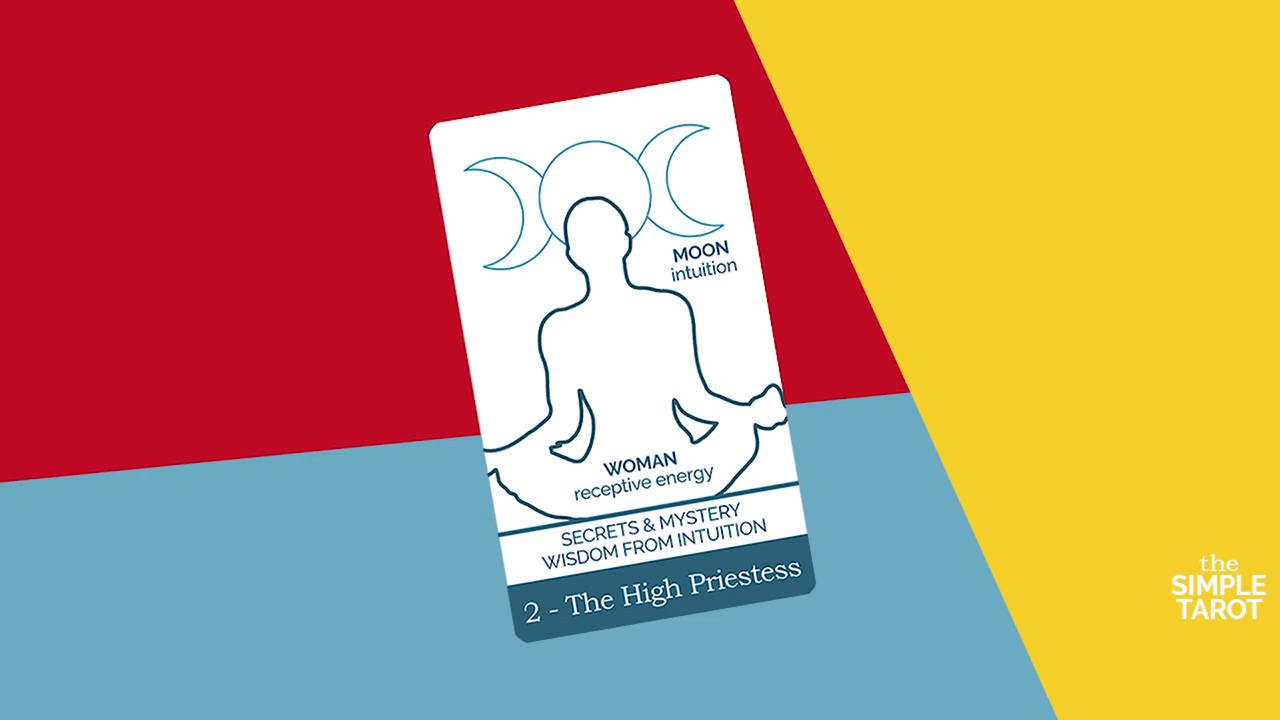 MOON
intuition
WOMAN
receptive energy
SECRETS & MYSTERY
WISDOM FROM INTUITION
2 - The High Priestess
the
SIMPLE
TAROT